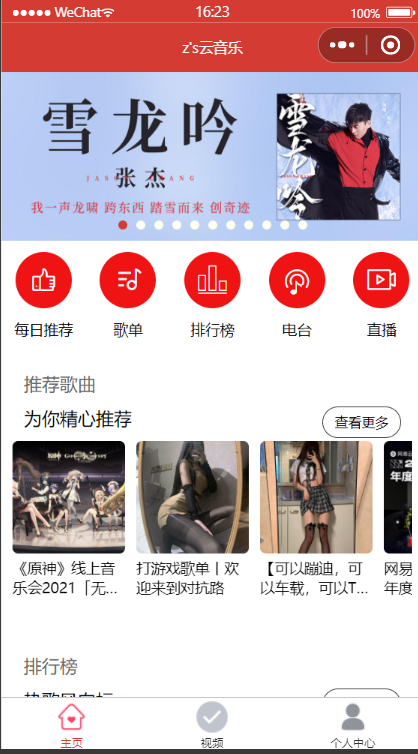 WeChat
16:23
100%
z's云音乐
雪龙吟
张杰
我一声龙啸 跨东西 踏雪而来 创奇迹
雪龙吟
每日推荐
歌单
排行榜
电台
直播
推荐歌曲
为你精心推荐
查看更多
原神
《原神》线上音
乐会2021「无...
打游戏歌单丨欢
迎来到对抗路
【可以蹦迪，可
以车载，可以T...
网易
年度
排行榜
主页
视频
个人中心